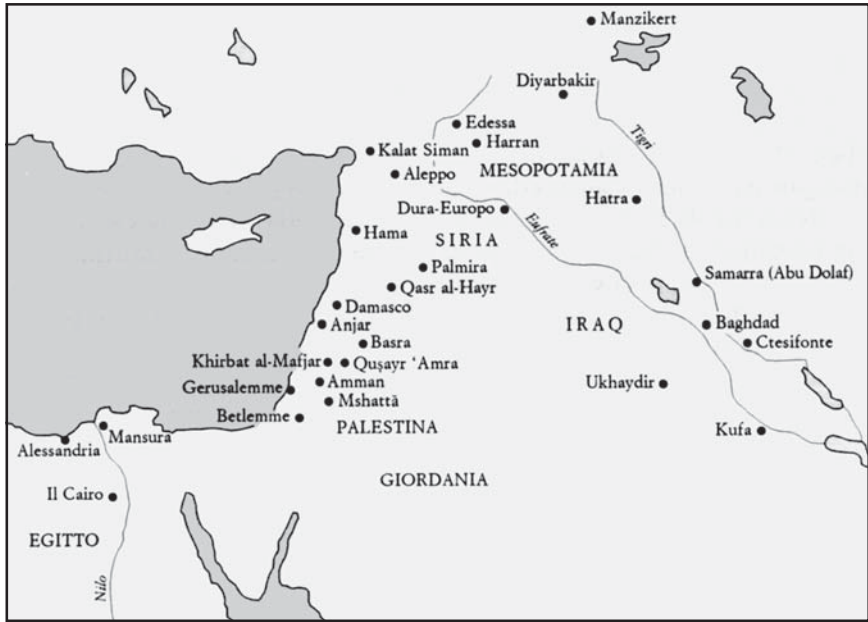 Manzikert
Diyarbakir
Edessa
Tigri
Harran
Kalat Siman
MESOPOTAMIA
Aleppo
Hatra
Dura-Europo
Eufrate
Hama
SIRIA
Palmira
Samarra (Abu Dolaf)
Qasr al-Hayr
Damasco
Anjar
IRAQ
Baghdad
Basra
Ctesifonte
Khirbat al-Mafjar
Quṣayr ‘Amra
Amman
Ukhaydir
Gerusalemme
Mshattā
Betlemme
PALESTINA
Kufa
Mansura
Alessandria
GIORDANIA
Il Cairo
EGITTO
Nilo